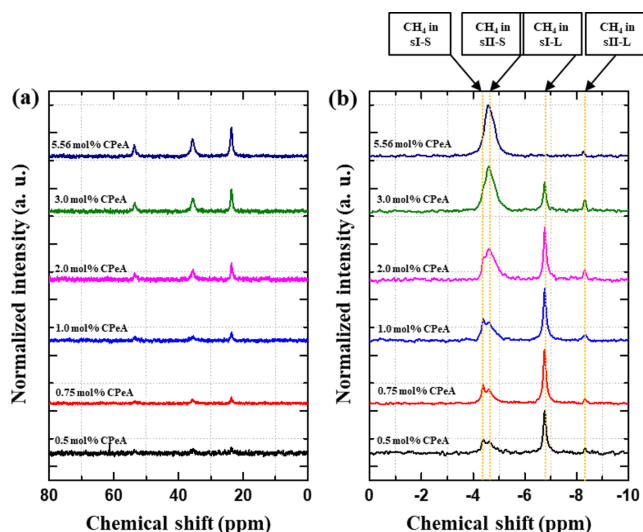 CH4 in
sI-S
CH4 in
sII-S
CH4 in
sI-L
CH4 in
sII-L
(a)
5.56 mol% CPeA
3.0 mol% CPeA
2.0 mol% CPeA
1.0 mol% CPeA
0.75 mol% CPeA
0.5 mol% CPeA
Normalized intensity (a. u.)
80 60 40 20 0
Chemical shift (ppm)
(b)
5.56 mol% CPeA
3.0 mol% CPeA
2.0 mol% CPeA
1.0 mol% CPeA
0.75 mol% CPeA
0.5 mol% CPeA
Normalized intensity (a. u.)
0 -2 -4 -6 -8 -10
Chemical shift (ppm)